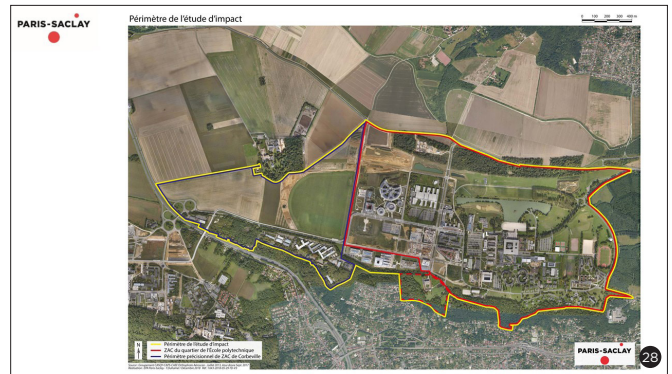 PARIS-SACLAY
Périmètre de l'étude d'impact
0 100 200 300 400 m
N
Périmètre de l'étude d'impact
ZAC du quartier de l'École polytechnique
Périmètre prévisionnel de ZAC de Corbeville
PARIS-SACLAY
28